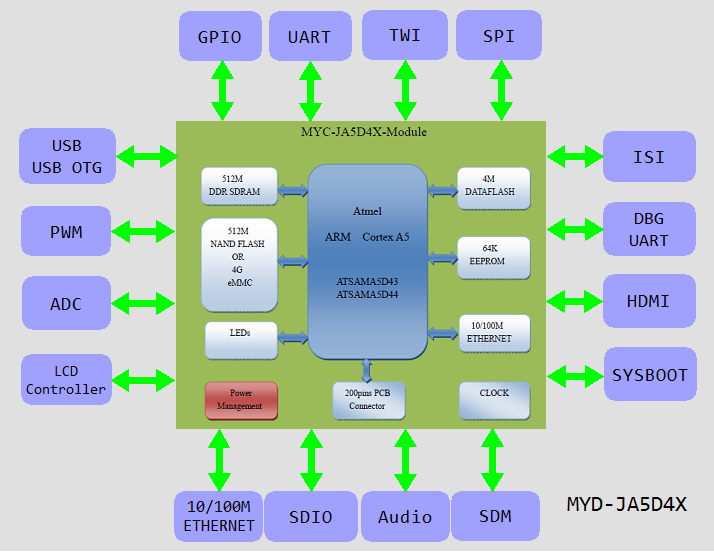 GPIO
UART
TWI
SPI
MYC-JA5D4X-Module
USB
USB OTG
PWM
ADC
LCD
Controller
512M
DDR SDRAM
512M
NAND FLASH
OR
4G
eMMC
LEDs
Power
Management
Atmel
ARM Cortex A5
ATSAMA5D43
ATSAMA5D44
200pins PCB
Connector
4M
DATAFLASH
64K
EEPROM
10/100M
ETHERNET
CLOCK
ISI
DBG
UART
HDMI
SYSBOOT
10/100M
ETHERNET
SDIO
Audio
SDM
MYD-JA5D4X